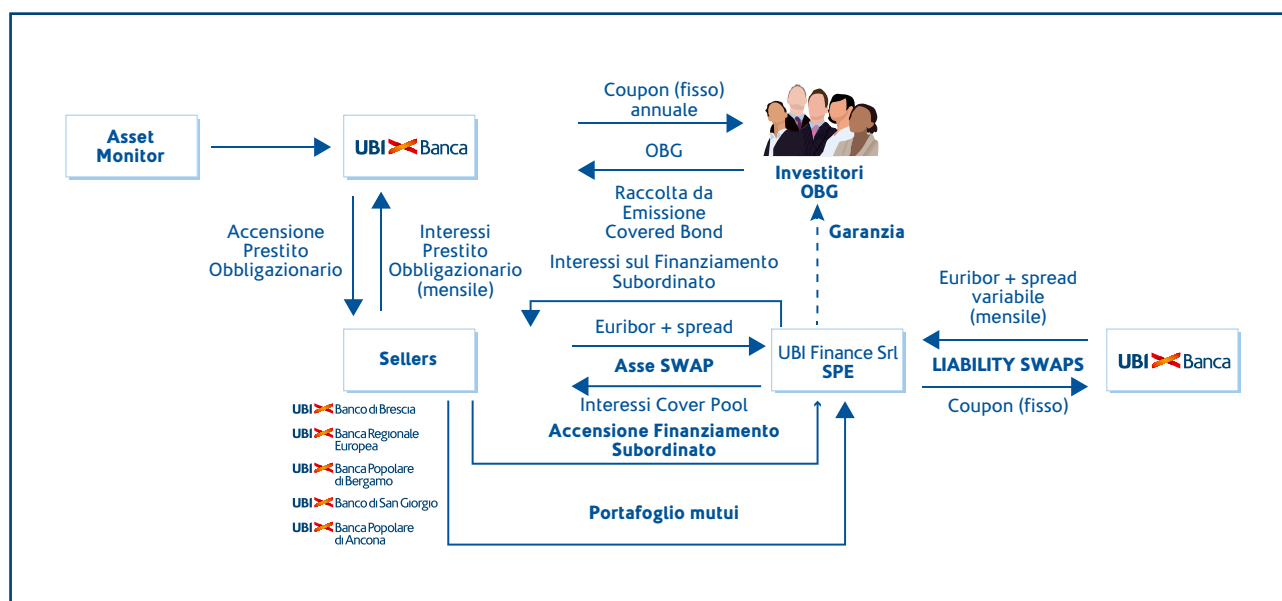 Asset
Monitor
UBI Banca
Coupon (fisso)
annuale
OBG
Raccolta da
Emissione
Covered Bond
Investitori
OBG
Garanzia
Accensione
Prestito
Obbligazionario
Interessi
Prestito
Obbligazionario
(mensile)
Interessi sul Finanziamento
Subordinato
Euribor + spread
variabile
(mensile)
Sellers
Euribor + spread
Asse SWAP
Interessi Cover Pool
UBI Finance Srl
SPE
LIABILITY SWAPS
Coupon (fisso)
UBI Banca
Accensione Finanziamento
Subordinato
UBI Banco di Brescia
UBI Banca Regionale
Europea
UBI Banca Popolare
di Bergamo
UBI Banco di San Giorgio
UBI Banca Popolare
di Ancona
Portafoglio mutui